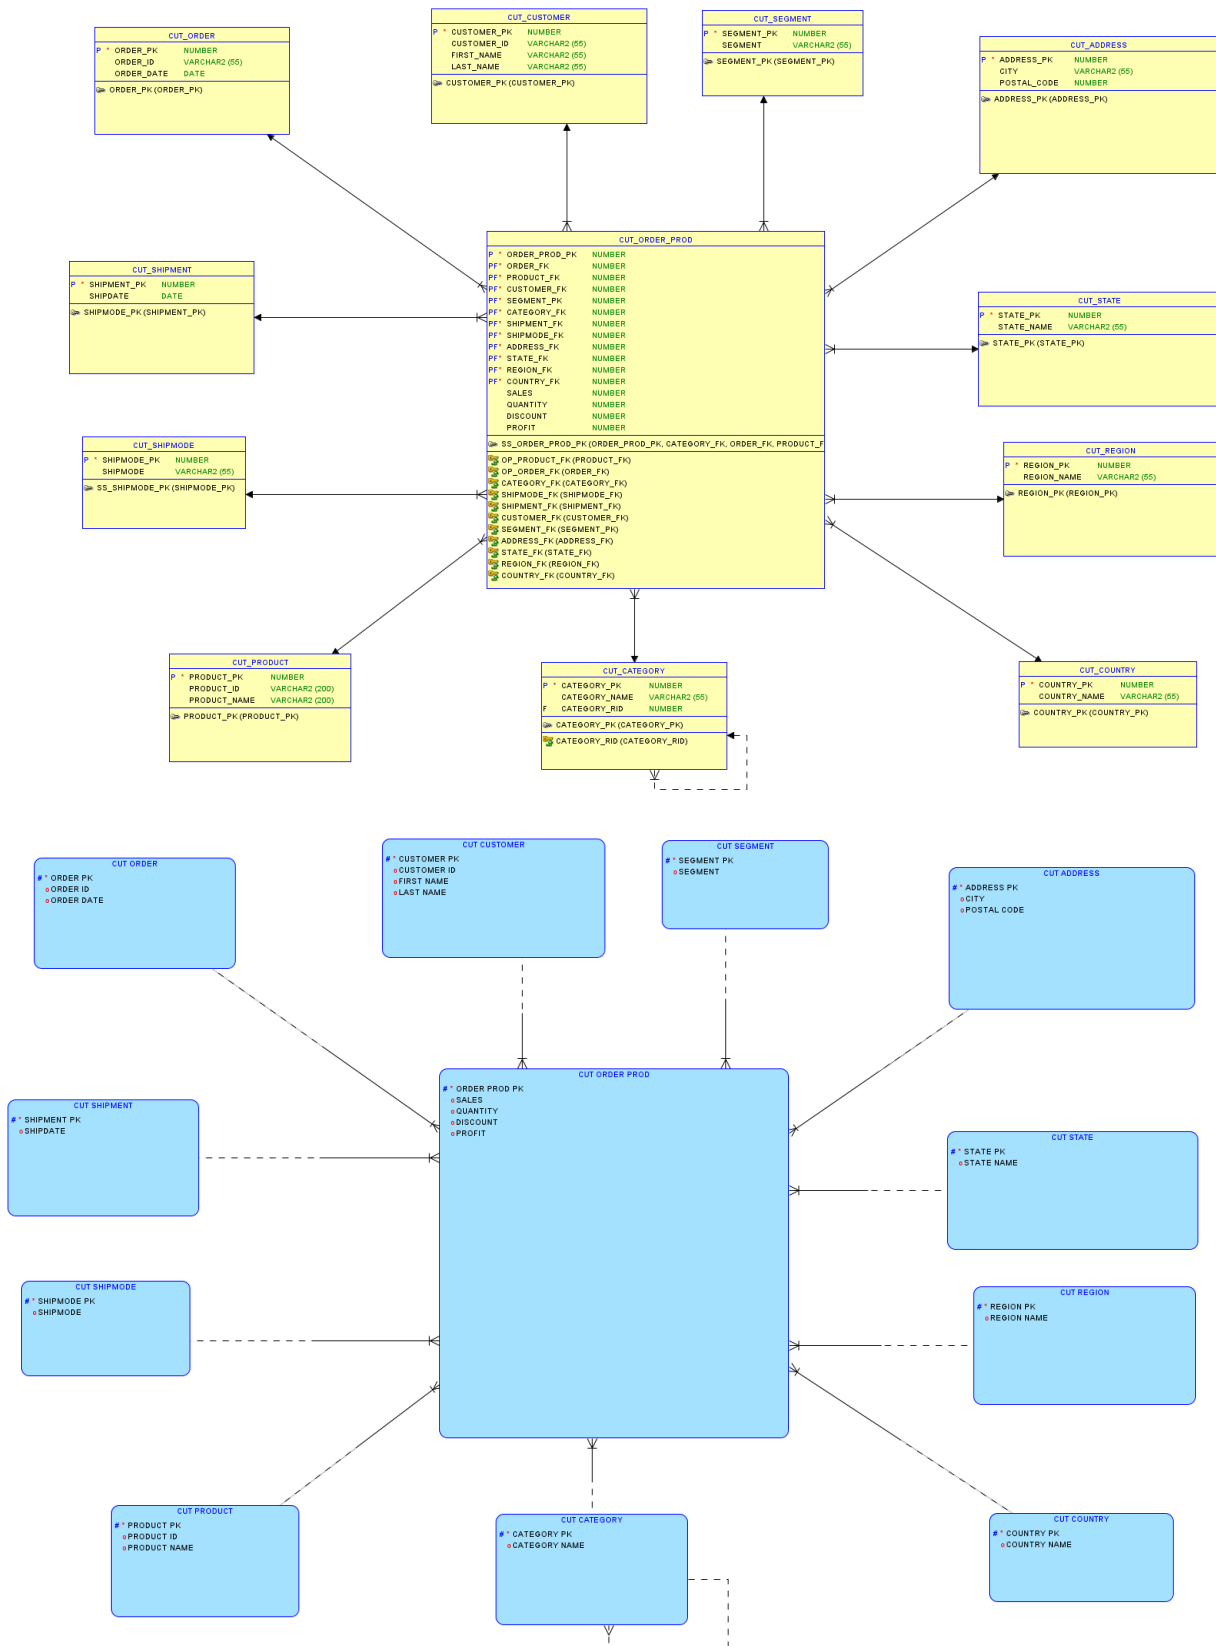 CUT_ORDER
P * ORDER_PK NUMBER
ORDER_ID VARCHAR2 (55)
ORDER_DATE DATE
ORDER_PK (ORDER_PK)
CUT_CUSTOMER
P * CUSTOMER_PK NUMBER
CUSTOMER_ID VARCHAR2 (55)
FIRST_NAME VARCHAR2 (55)
LAST_NAME VARCHAR2 (55)
CUSTOMER_PK (CUSTOMER_PK)
CUT_SEGMENT
P * SEGMENT_PK NUMBER
SEGMENT VARCHAR2 (55)
SEGMENT_PK (SEGMENT_PK)
CUT_ADDRESS
P * ADDRESS_PK NUMBER
CITY VARCHAR2 (55)
POSTAL_CODE NUMBER
ADDRESS_PK (ADDRESS_PK)
CUT_SHIPMENT
P * SHIPMENT_PK NUMBER
SHIPDATE DATE
SHIPMODE_PK (SHIPMENT_PK)
CUT_ORDER_PROD
P * ORDER_PROD_PK NUMBER
PF* ORDER_FK NUMBER
PF* PRODUCT_FK NUMBER
PF* CUSTOMER_FK NUMBER
PF* SEGMENT_PK NUMBER
PF* CATEGORY_FK NUMBER
PF* SHIPMENT_FK NUMBER
PF* SHIPMODE_FK NUMBER
PF* ADDRESS_FK NUMBER
PF* STATE_FK NUMBER
PF* REGION_FK NUMBER
PF* COUNTRY_FK NUMBER
SALES NUMBER
QUANTITY NUMBER
DISCOUNT NUMBER
PROFIT NUMBER
SS_ORDER_PROD_PK (ORDER_PROD_PK, CATEGORY_FK, ORDER_FK, PRODUCT_F
OP_PRODUCT_FK (PRODUCT_FK)
OP_ORDER_FK (ORDER_FK)
CATEGORY_FK (CATEGORY_FK)
SHIPMODE_FK (SHIPMODE_FK)
SHIPMENT_FK (SHIPMENT_FK)
CUSTOMER_FK (CUSTOMER_FK)
SEGMENT_FK (SEGMENT_PK)
ADDRESS_FK (ADDRESS_FK)
STATE_FK (STATE_FK)
REGION_FK (REGION_FK)
COUNTRY_FK (COUNTRY_FK)
CUT_STATE
P * STATE_PK NUMBER
STATE_NAME VARCHAR2 (55)
STATE_PK (STATE_PK)
CUT_SHIPMODE
P * SHIPMODE_PK NUMBER
SHIPMODE VARCHAR2 (55)
SS_SHIPMODE_PK (SHIPMODE_PK)
CUT_REGION
P * REGION_PK NUMBER
REGION_NAME VARCHAR2 (55)
REGION_PK (REGION_PK)
CUT_PRODUCT
P * PRODUCT_PK NUMBER
PRODUCT_ID VARCHAR2 (200)
PRODUCT_NAME VARCHAR2 (200)
PRODUCT_PK (PRODUCT_PK)
CUT_CATEGORY
P * CATEGORY_PK NUMBER
CATEGORY_NAME VARCHAR2 (55)
F CATEGORY_RID NUMBER
CATEGORY_PK (CATEGORY_PK)
CATEGORY_RID (CATEGORY_RID)
CUT_COUNTRY
P * COUNTRY_PK NUMBER
COUNTRY_NAME VARCHAR2 (55)
COUNTRY_PK (COUNTRY_PK)
CUT ORDER
# * ORDER PK
o ORDER ID
o ORDER DATE
CUT CUSTOMER
# * CUSTOMER PK
o CUSTOMER ID
o FIRST NAME
o LAST NAME
CUT SEGMENT
# * SEGMENT PK
o SEGMENT
CUT ADDRESS
# * ADDRESS PK
o CITY
o POSTAL CODE
CUT SHIPMENT
# * SHIPMENT PK
o SHIPDATE
CUT ORDER PROD
# * ORDER PROD PK
o SALES
o QUANTITY
o DISCOUNT
o PROFIT
CUT STATE
# * STATE PK
o STATE NAME
CUT SHIPMODE
# * SHIPMODE PK
o SHIPMODE
CUT REGION
# * REGION PK
o REGION NAME
CUT PRODUCT
# * PRODUCT PK
o PRODUCT ID
o PRODUCT NAME
CUT CATEGORY
# * CATEGORY PK
o CATEGORY NAME
CUT COUNTRY
# * COUNTRY PK
o COUNTRY NAME